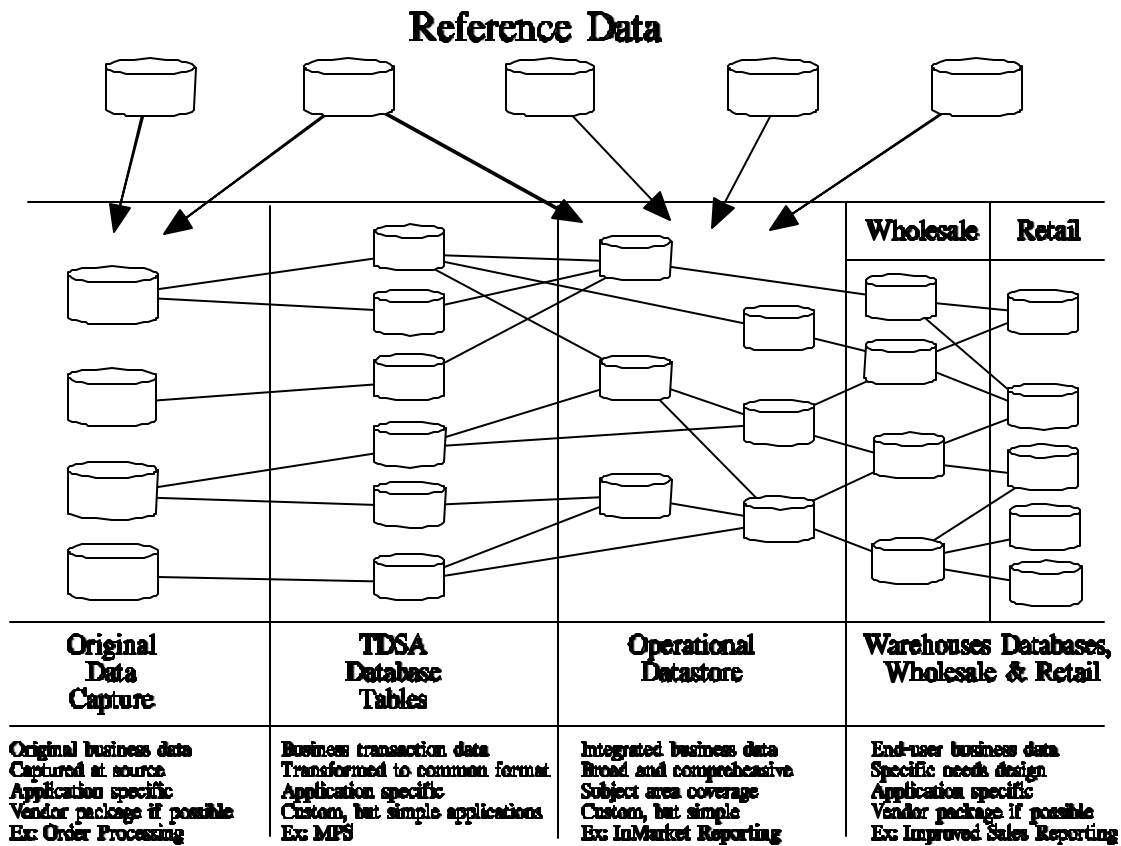 Reference Data
Wholesale
Retail
Original
Data
Capture
TDSA
Database
Tables
Operational
Datastore
Warehouses Databases,
Wholesale & Retail
Original business data
Captured at source
Application specific
Vendor package if possible
Ex: Order Processing
Business transaction data
Transformed to common format
Application specific
Custom, but simple applications
Ex: MPS
Integrated business data
Broad and comprehensive
Subject area coverage
Custom, but simple
Ex: InMarket Reporting
End-user business data
Specific needs design
Application specific
Vendor package if possible
Ex: Improved Sales Reporting